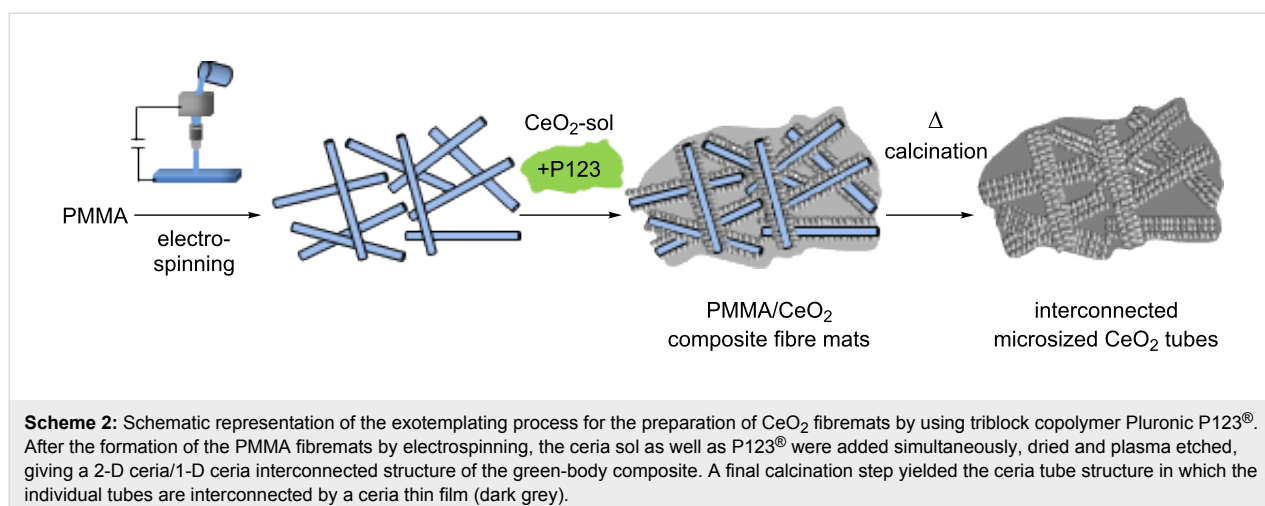 CeO2-sol
+P123
Δ
calcination
PMMA
electro-
spinning
PMMA/CeO2
composite fibre mats
interconnected
microsized CeO2 tubes
Scheme 2: Schematic representation of the exotemplating process for the preparation of CeO2 fibremats by using triblock copolymer Pluronic P123®.
After the formation of the PMMA fibremats by electrospinning, the ceria sol as well as P123® were added simultaneously, dried and plasma etched,
giving a 2-D ceria/1-D ceria interconnected structure of the green-body composite. A final calcination step yielded the ceria tube structure in which the
individual tubes are interconnected by a ceria thin film (dark grey).